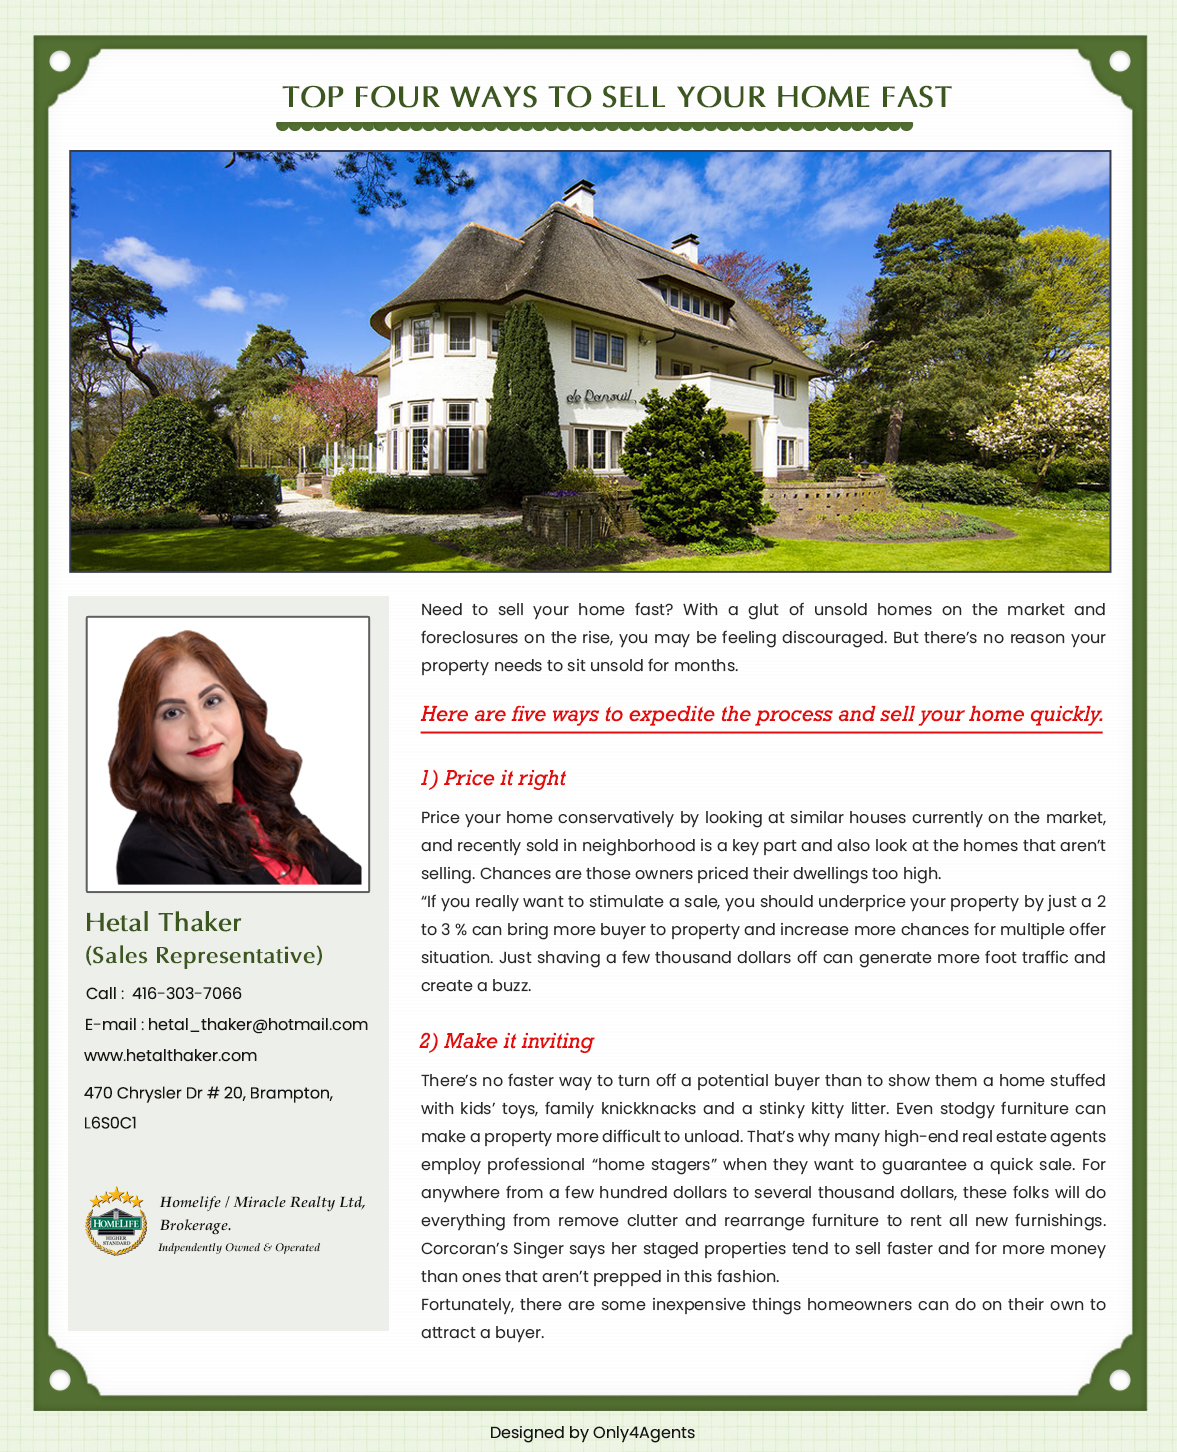 TOP FOUR WAYS TO SELL YOUR HOME FAST
de Danouil
Need to sell your home fast? With a glut of unsold homes on the market and
foreclosures on the rise, you may be feeling discouraged. But there's no reason your
property needs to sit unsold for months.
Here are five ways to expedite the process and sell your home quickly.
1) Price it right
Price your home conservatively by looking at similar houses currently on the market,
and recently sold in neighborhood is a key part and also look at the homes that aren't
selling. Chances are those owners priced their dwellings too high.
“If you really want to stimulate a sale, you should underprice your property by just a 2
to 3 % can bring more buyer to property and increase more chances for multiple offer
situation. Just shaving a few thousand dollars off can generate more foot traffic and
create a buzz.
2) Make it inviting
There's no faster way to turn off a potential buyer than to show them a home stuffed
with kids' toys, family knickknacks and a stinky kitty litter. Even stodgy furniture can
make a property more difficult to unload. That's why many high-end real estate agents
employ professional “home stagers” when they want to guarantee a quick sale. For
anywhere from a few hundred dollars to several thousand dollars, these folks will do
everything from remove clutter and rearrange furniture to rent all new furnishings.
Corcoran's Singer says her staged properties tend to sell faster and for more money
than ones that aren't prepped in this fashion.
Fortunately, there are some inexpensive things homeowners can do on their own to
attract a buyer.
Hetal Thaker
(Sales Representative)
Call : 416-303-7066
E-mail : hetal_thaker@hotmail.com
www.hetalthaker.com
470 Chrysler Dr # 20, Brampton,
L6S0C1
HOMELIFE
HIGHER
STANDARD
Homelife / Miracle Realty Ltd,
Brokerage.
Indpendently Owned & Operated
Designed by Only4Agents